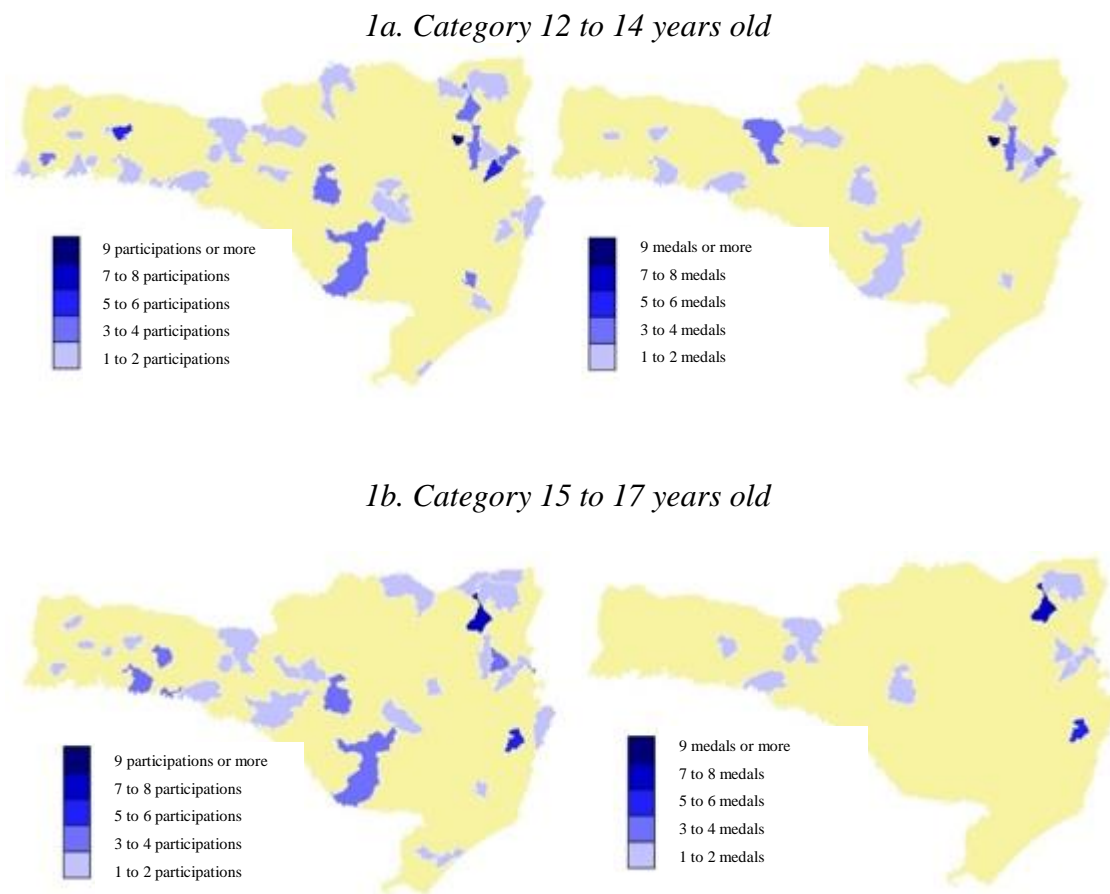 1a. Category 12 to 14 years old
9 participations or more
7 to 8 participations
5 to 6 participations
3 to 4 participations
1 to 2 participations
9 medals or more
7 to 8 medals
5 to 6 medals
3 to 4 medals
1 to 2 medals
1b. Category 15 to 17 years old
9 participations or more
7 to 8 participations
5 to 6 participations
3 to 4 participations
1 to 2 participations
9 medals or more
7 to 8 medals
5 to 6 medals
3 to 4 medals
1 to 2 medals